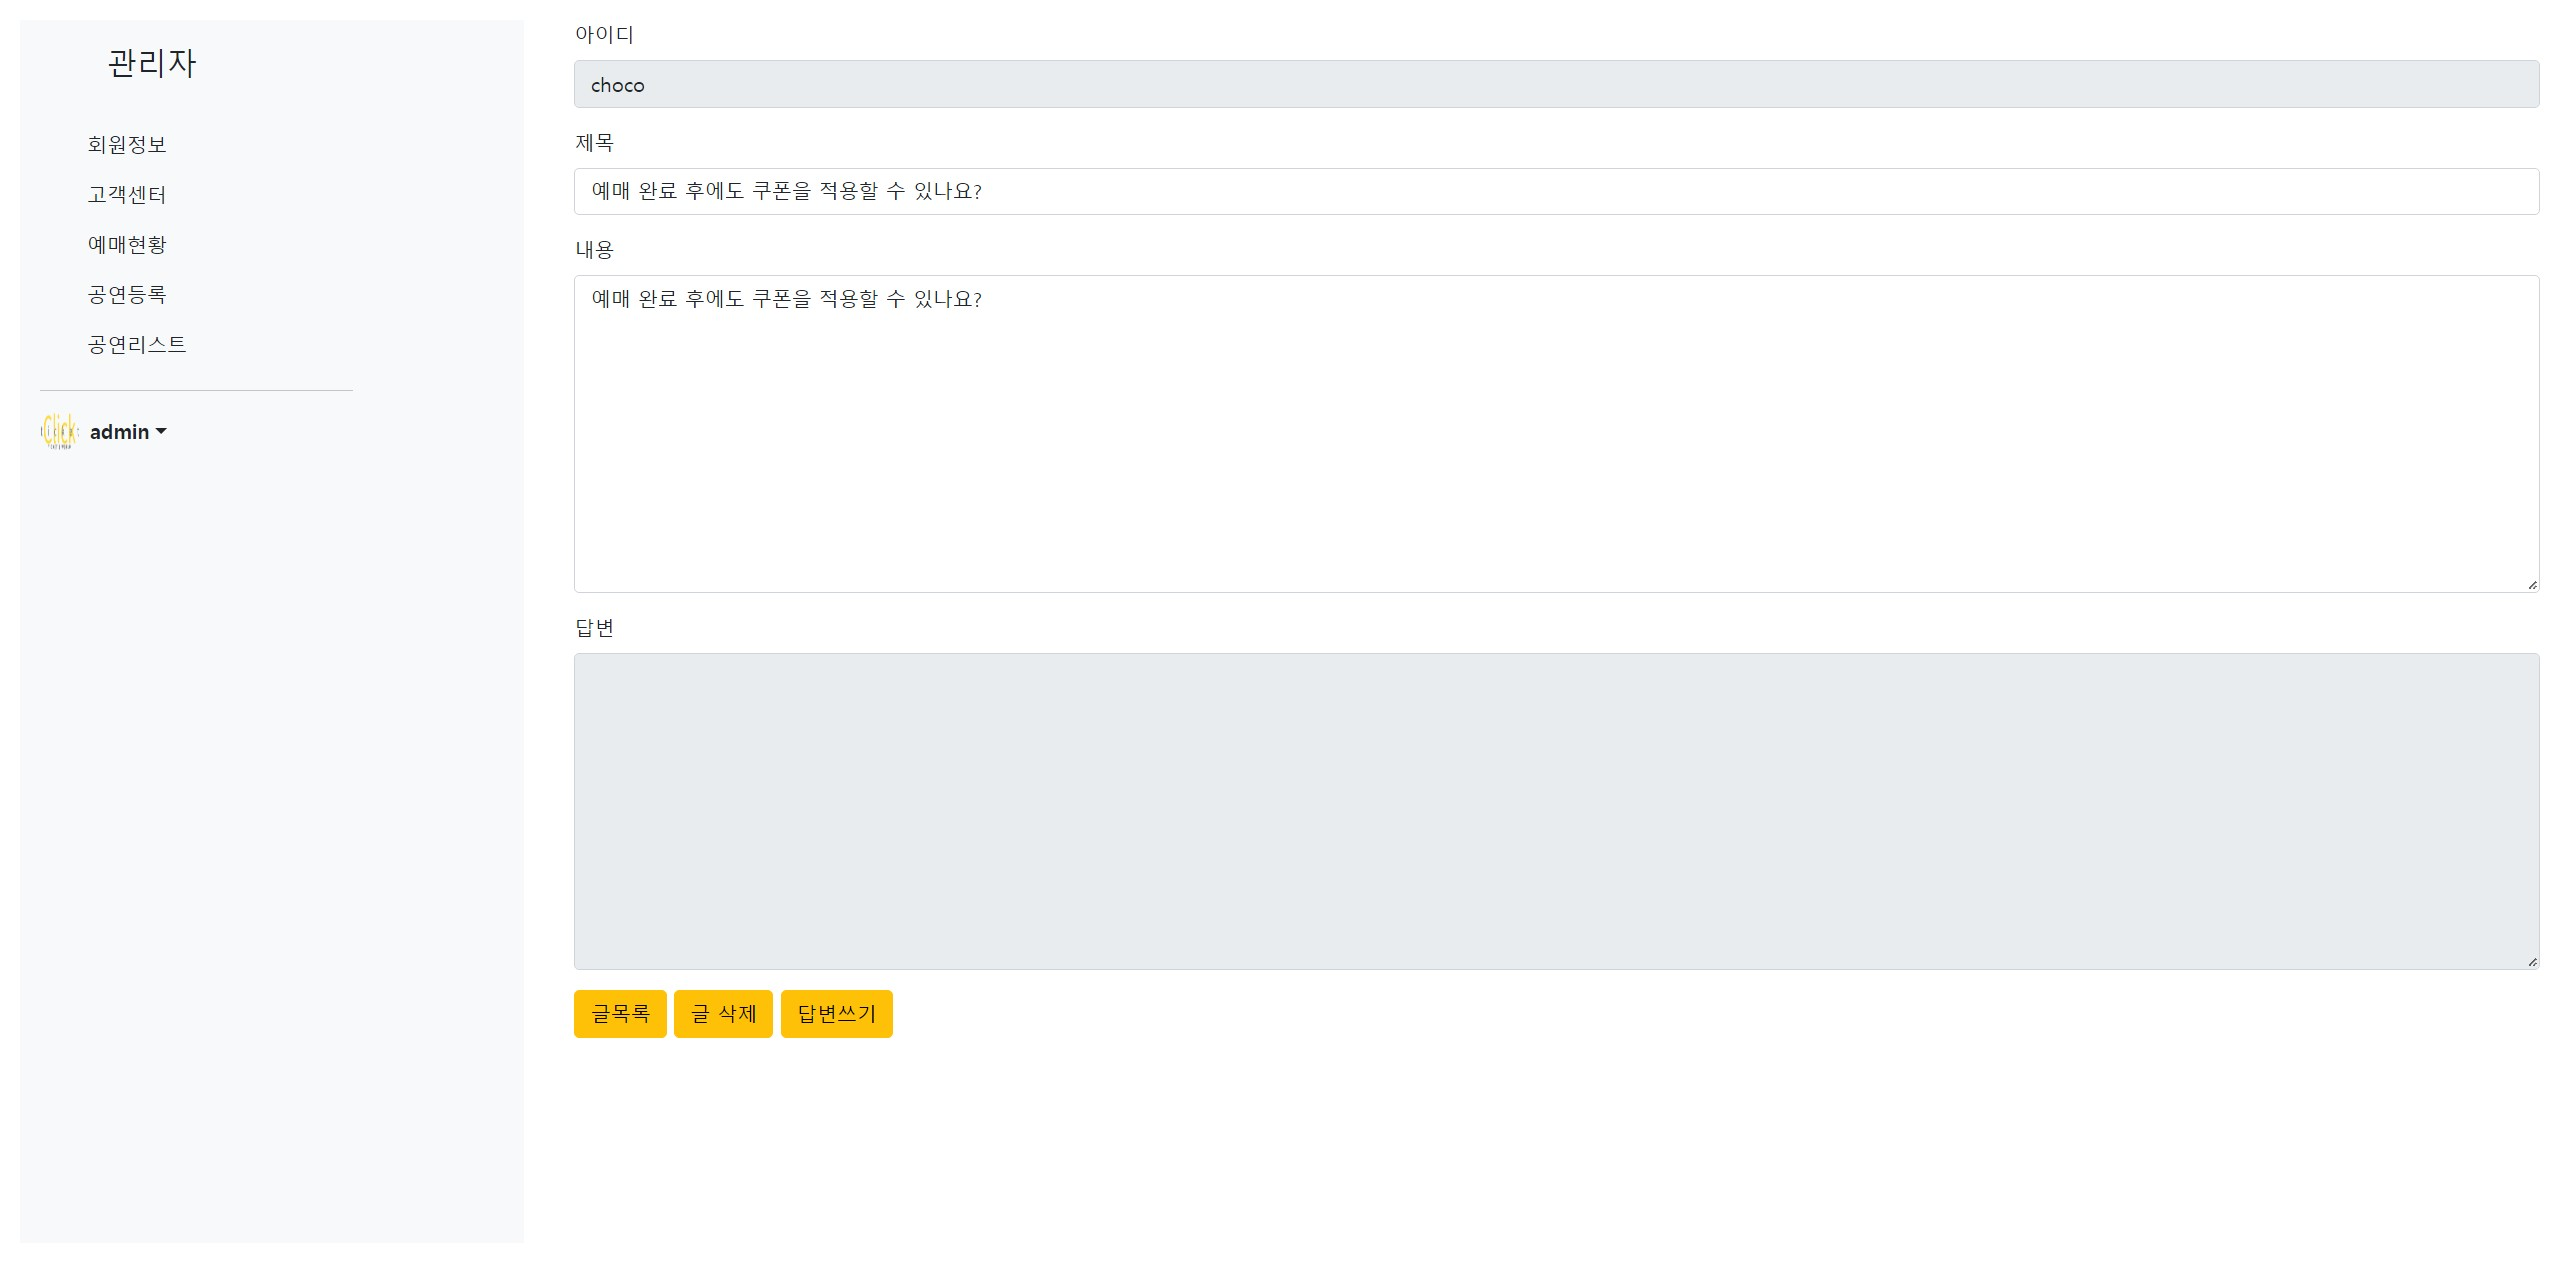 관리자
회원정보
고객센터
예매현황
공연등록
공연리스트
Click
admin
아이디
choco
제목
예매 완료 후에도 쿠폰을 적용할 수 있나요?
내용
예매 완료 후에도 쿠폰을 적용할 수 있나요?
답변
글목록
글 삭제
답변쓰기